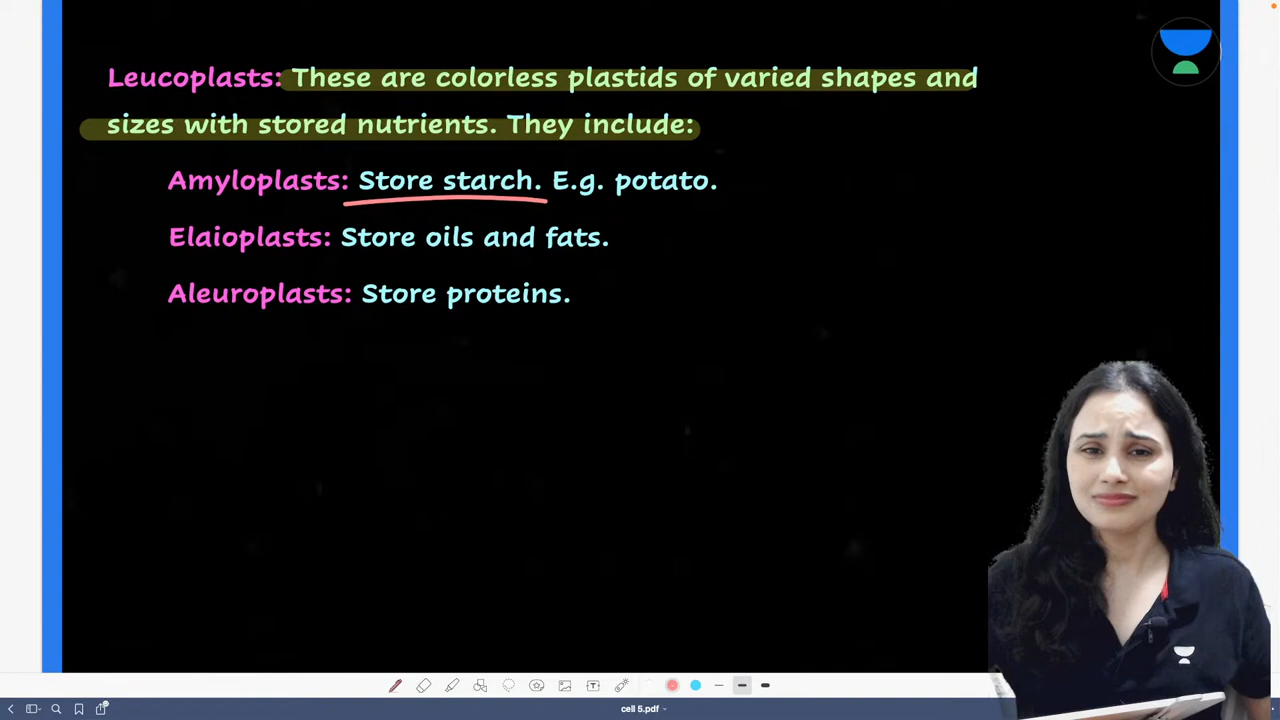 Leucoplasts: These are colorless plastids of varied shapes and
sizes with stored nutrients. They include:
Amyloplasts: Store starch. E.g. potato.
Elaioplasts: Store oils and fats.
Aleuroplasts: Store proteins.
cell 5.pdf